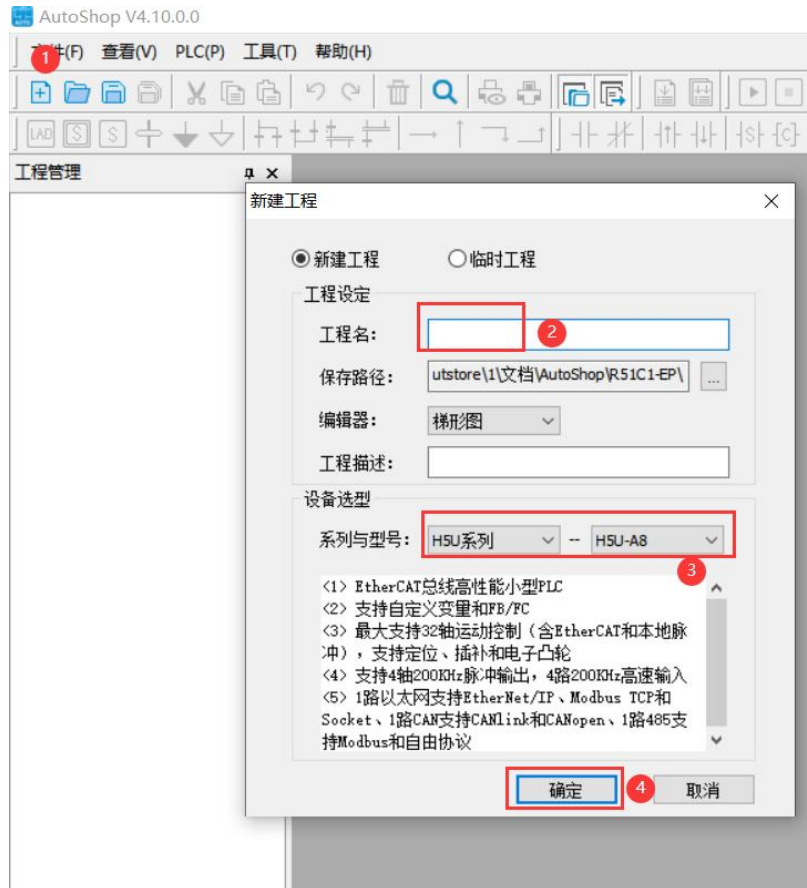 AutoShop V4.10.0.0
1 件(F) 查看(V) PLC(P) 工具(T) 帮助(H)
LAD S S S C
工程管理
新建工程
新建工程 临时工程
工程设定
工程名： 2
保存路径： utstore\1\文档\AutoShop\R51C1-EP\ ...
编辑器： 梯形图
工程描述：
设备选型
系列与型号： H5U系列 -- H5U-A8
3
<1> EtherCAT总线高性能小型PLC
<2> 支持自定义变量和FB/FC
<3> 最大支持32轴运动控制（含EtherCAT和本地脉
冲），支持定位、插补和电子凸轮
<4> 支持4轴200KHz脉冲输出，4路200KHz高速输入
<5> 1路以太网支持EtherNet/IP、Modbus TCP和
Socket、1路CAN支持CANlink和CANopen、1路485支
持Modbus和自由协议
确定 4 取消